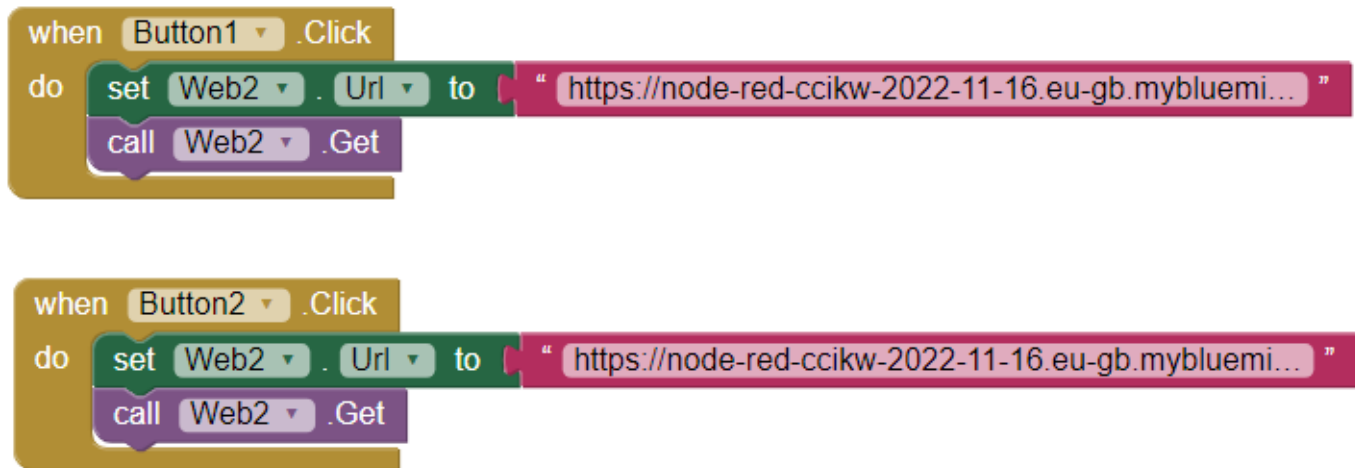 when Button1 .Click
do set Web2 . Url to “ https://node-red-ccikw-2022-11-16.eu-gb.mybluemi... ”
call Web2 .Get
when Button2 .Click
do set Web2 . Url to “ https://node-red-ccikw-2022-11-16.eu-gb.mybluemi... ”
call Web2 .Get